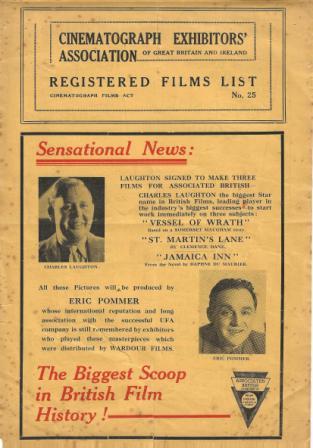 CINEMATOGRAPH EXHIBITORS'
ASSOCIATION OF GREAT BRITAIN AND IRELAND
REGISTERED FILMS LIST
CINEMATOGRAPH FILMS ACT No. 25
Sensational News:
LAUGHTON SIGNED TO MAKE THREE
FILMS FOR ASSOCIATED BRITISH—
CHARLES LAUGHTON the biggest Star
name in British Films, leading player in
the industry's biggest successes to start
work immediately on three subjects:
"VESSEL OF WRATH"
Based on a SOMERSET MAUGHAM story
"ST. MARTIN'S LANE"
BY CLEMENCE DANE.
"JAMAICA INN"
From the Novel by DAPHNE DU MAURIER.
CHARLES LAUGHTON.
All these Pictures will be produced by
ERIC POMMER
whose international reputation and long
association with the successful UFA
company is still remembered by exhibitors
who played these masterpieces which
were distributed by WARDOUR FILMS.
ERIC POMMER.
The Biggest Scoop
in British Film
History!
ASSOCIATED
BRITISH